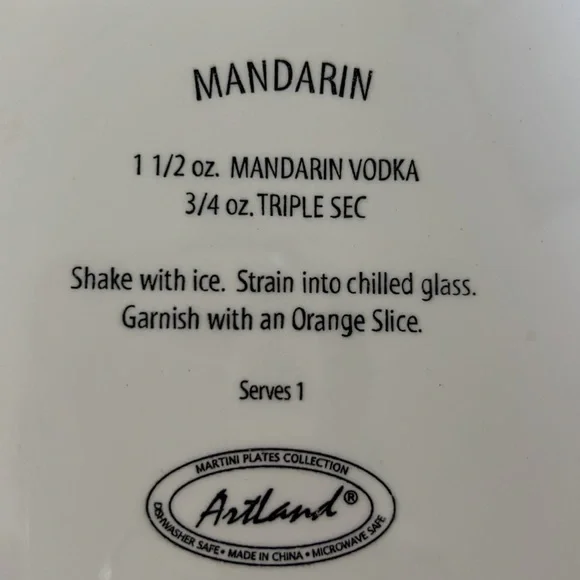 MANDARIN
1 1/2 oz. MANDARIN VODKA
3/4 oz. TRIPLE SEC
Shake with ice. Strain into chilled glass.
Garnish with an Orange Slice.
Serves 1
MARTINI PLATES COLLECTION
Artland®
DISHWASHER SAFE • MADE IN CHINA • MICROWAVE SAFE